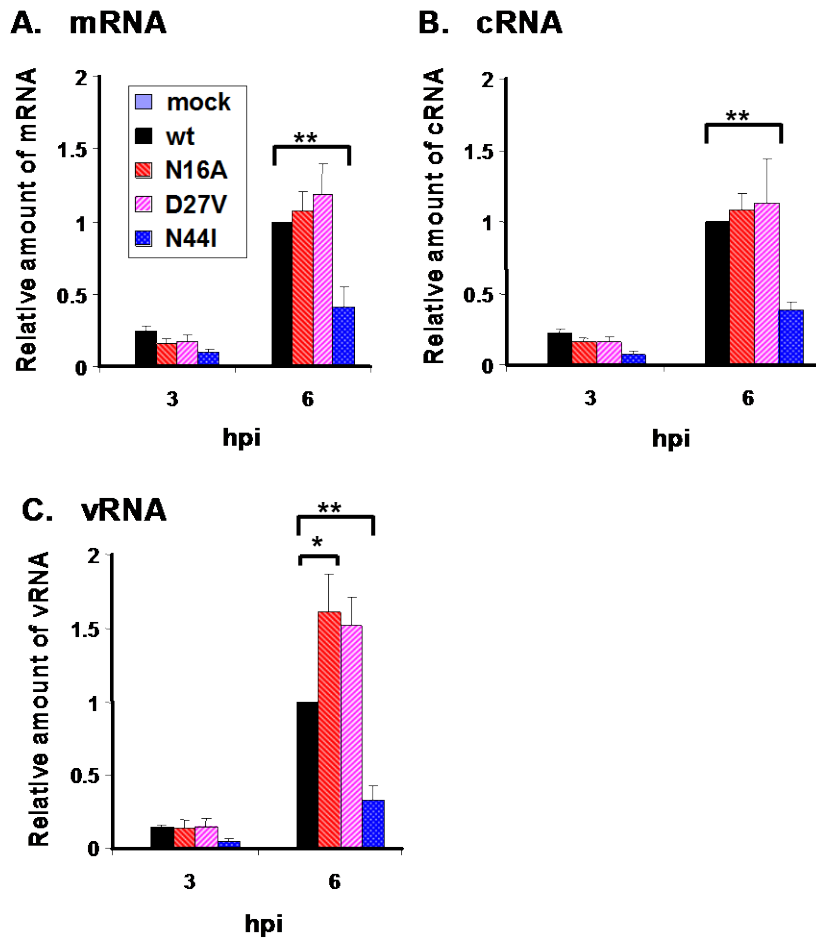 A. mRNA
Relative amount of mRNA
2
1.5
1
0.5
0
mock
wt
N16A
D27V
N44I
**
3
6
hpi
B. cRNA
Relative amount of cRNA
2
1.5
1
0.5
0
**
3
6
hpi
C. vRNA
Relative amount of vRNA
2
1.5
1
0.5
0
**
*
3
6
hpi